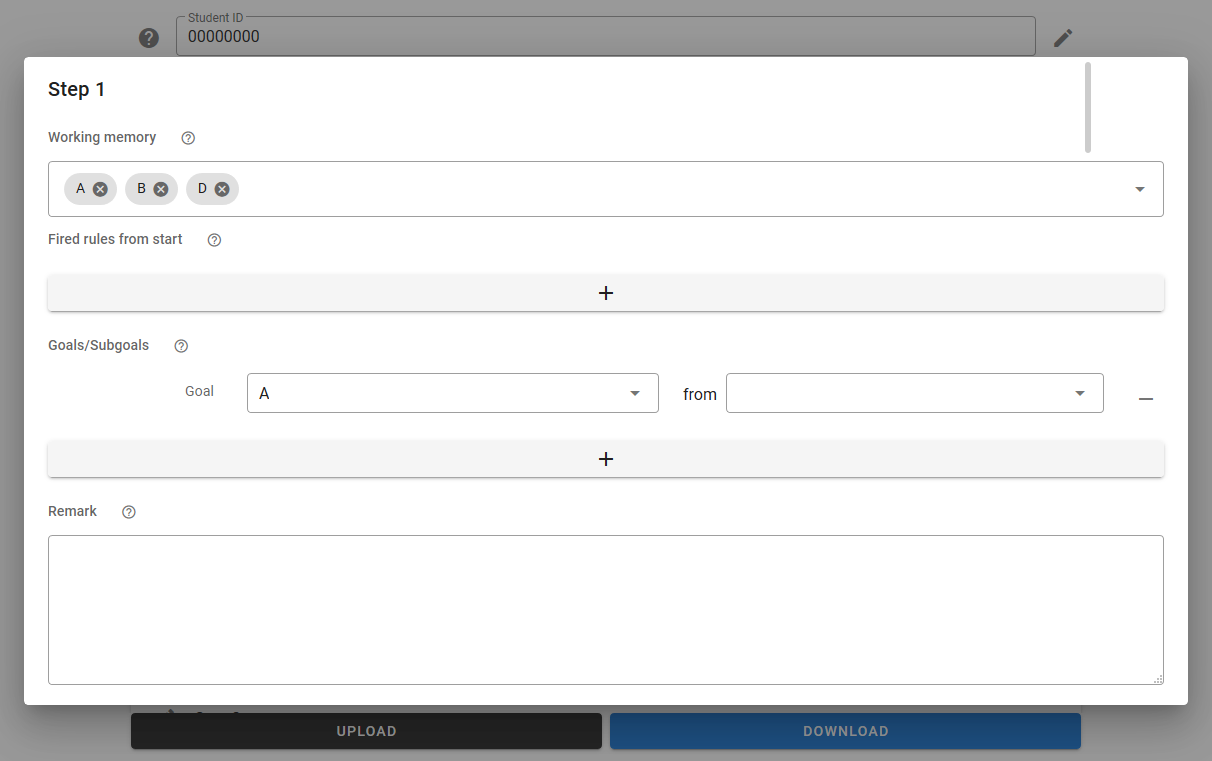 Student ID
00000000
Step 1
Working memory
A B D
Fired rules from start
+
Goals/Subgoals
Goal A from
+
Remark
UPLOAD DOWNLOAD